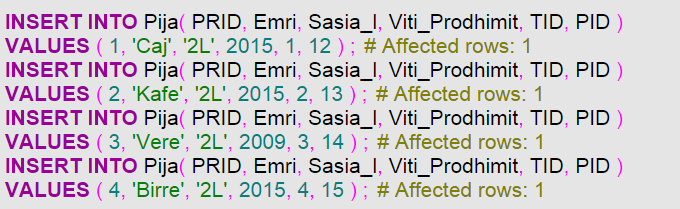 INSERT INTO Pija( PRID, Emri, Sasia_l, Viti_Prodhimit, TID, PID )
VALUES ( 1, 'Caj', '2L', 2015, 1, 12 ) ; # Affected rows: 1
INSERT INTO Pija( PRID, Emri, Sasia_l, Viti_Prodhimit, TID, PID )
VALUES ( 2, 'Kafe', '2L', 2015, 2, 13 ) ; # Affected rows: 1
INSERT INTO Pija( PRID, Emri, Sasia_l, Viti_Prodhimit, TID, PID )
VALUES ( 3, 'Vere', '2L', 2009, 3, 14 ) ; # Affected rows: 1
INSERT INTO Pija( PRID, Emri, Sasia_l, Viti_Prodhimit, TID, PID )
VALUES ( 4, 'Birre', '2L', 2015, 4, 15 ) ; # Affected rows: 1